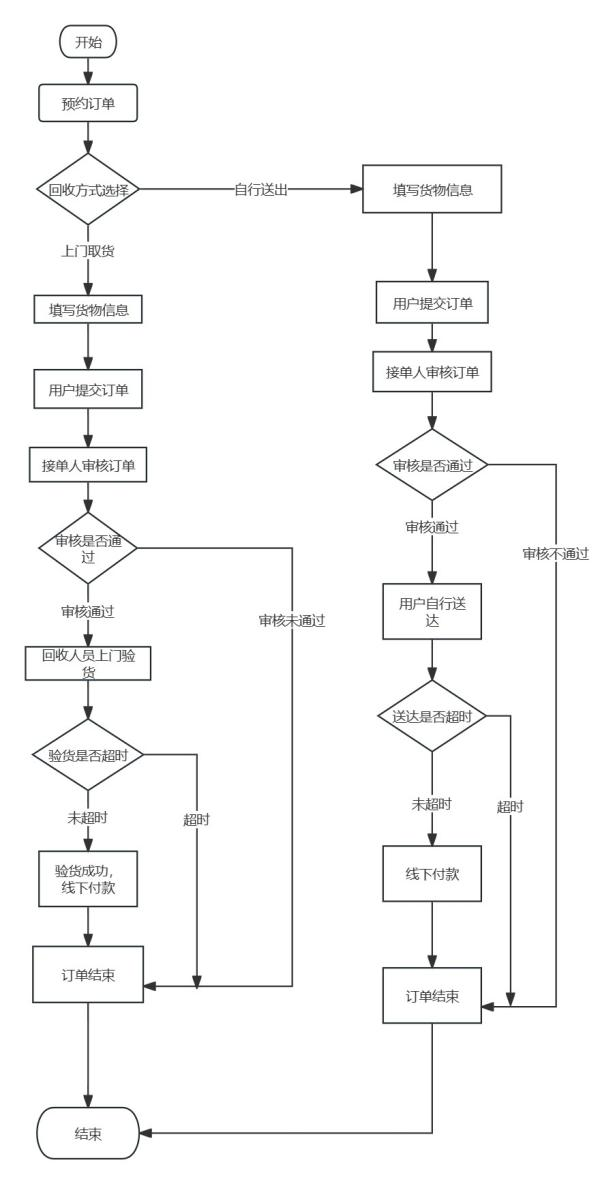 开始
预约订单
回收方式选择
自行送出
填写货物信息
上门取货
填写货物信息
用户提交订单
接单人审核订单
审核是否通
过
审核通过
审核未通过
回收人员上门验
货
验货是否超时
未超时
超时
验货成功，
线下付款
订单结束
用户提交订单
接单人审核订单
审核是否通过
审核通过
审核不通过
用户自行送
达
送达是否超时
未超时
超时
线下付款
订单结束
结束